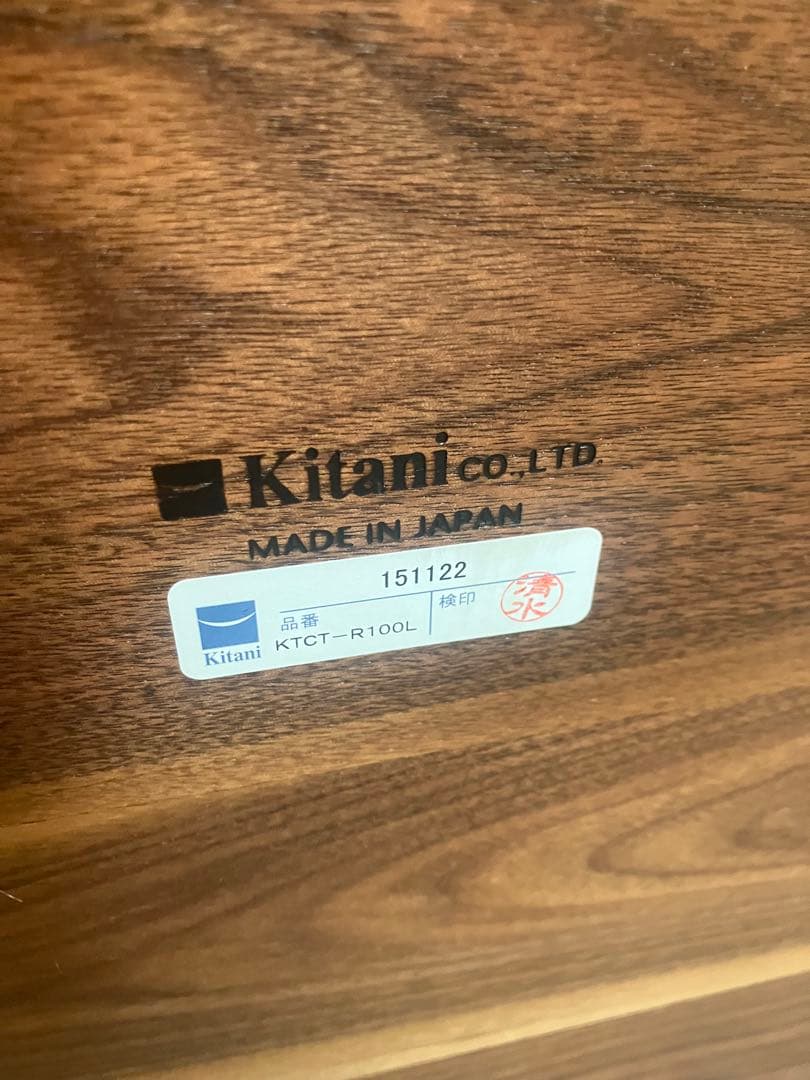 Kitani CO.,LTD.
MADE IN JAPAN
151122
品番
KTCT-R100L
検印
清水
Kitani